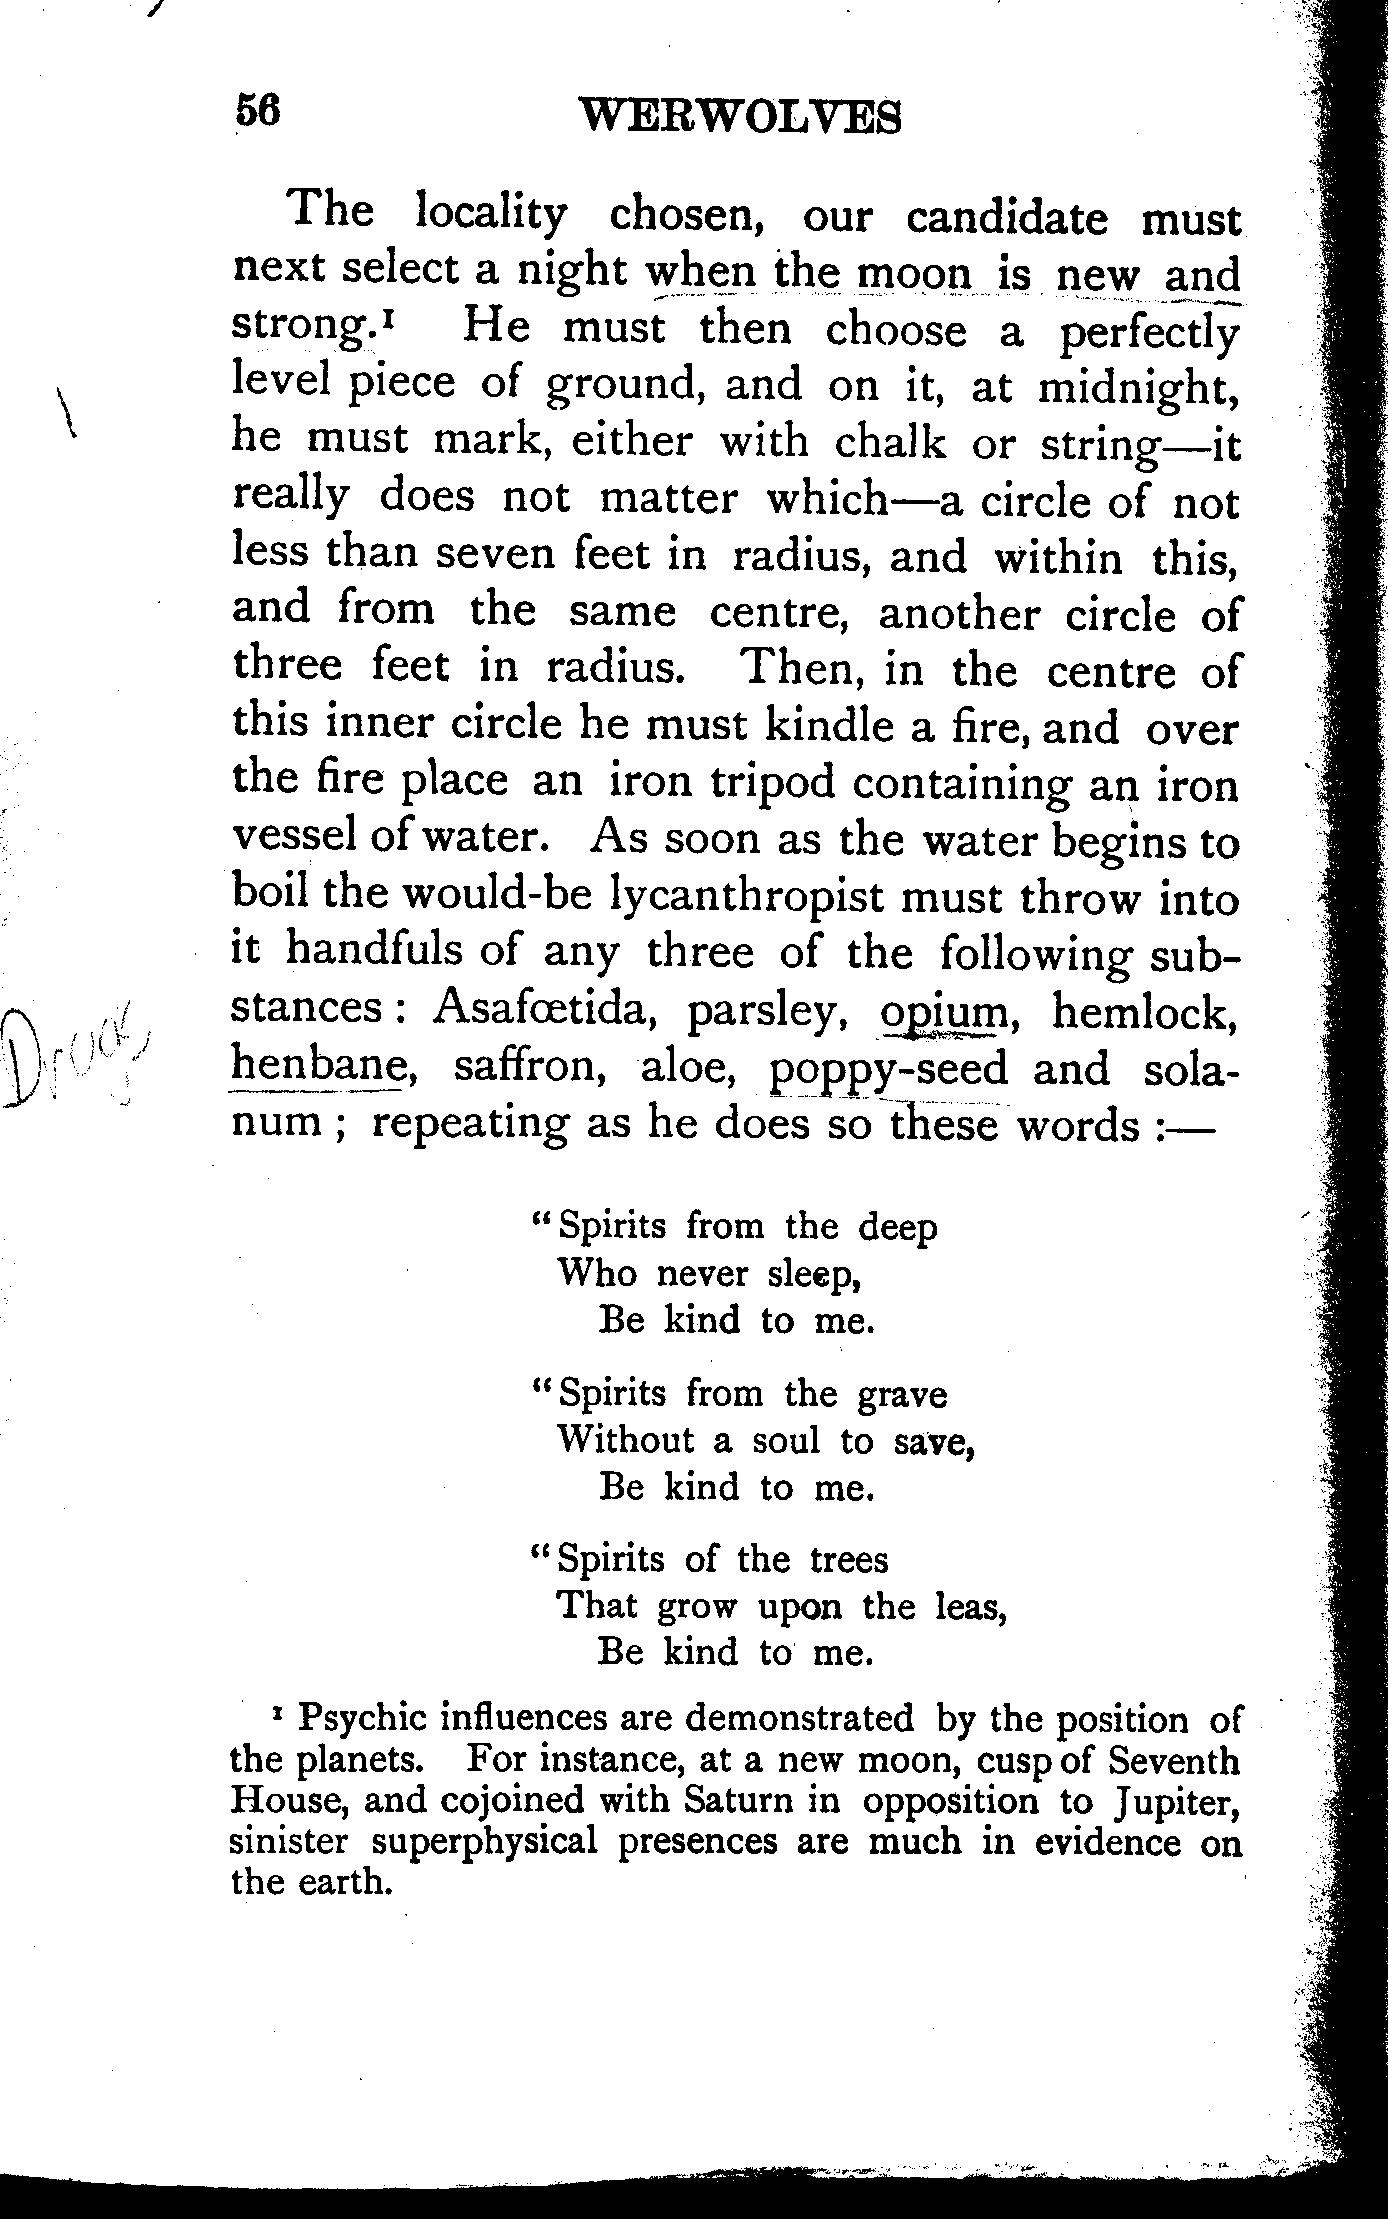 56 WERWOLVES
The locality chosen, our candidate must
next select a night when the moon is new and
strong.¹ He must then choose a perfectly
level piece of ground, and on it, at midnight,
he must mark, either with chalk or string—it
really does not matter which—a circle of not
less than seven feet in radius, and within this,
and from the same centre, another circle of
three feet in radius. Then, in the centre of
this inner circle he must kindle a fire, and over
the fire place an iron tripod containing an iron
vessel of water. As soon as the water begins to
boil the would-be lycanthropist must throw into
it handfuls of any three of the following sub-
stances : Asafœtida, parsley, opium, hemlock,
henbane, saffron, aloe, poppy-seed and sola-
num ; repeating as he does so these words :—
“ Spirits from the deep
Who never sleep,
Be kind to me.
“ Spirits from the grave
Without a soul to save,
Be kind to me.
“ Spirits of the trees
That grow upon the leas,
Be kind to me.
¹ Psychic influences are demonstrated by the position of
the planets. For instance, at a new moon, cusp of Seventh
House, and cojoined with Saturn in opposition to Jupiter,
sinister superphysical presences are much in evidence on
the earth.